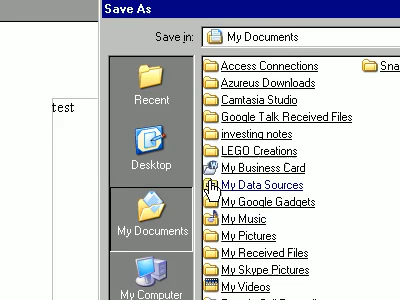 Save As
Save in: My Documents
test
Recent
Desktop
My Documents
My Computer
Access Connections
Azureus Downloads
Camtasia Studio
Google Talk Received Files
investing notes
LEGO Creations
My Business Card
My Data Sources
My Google Gadgets
My Music
My Pictures
My Received Files
My Skype Pictures
My Videos
Sna